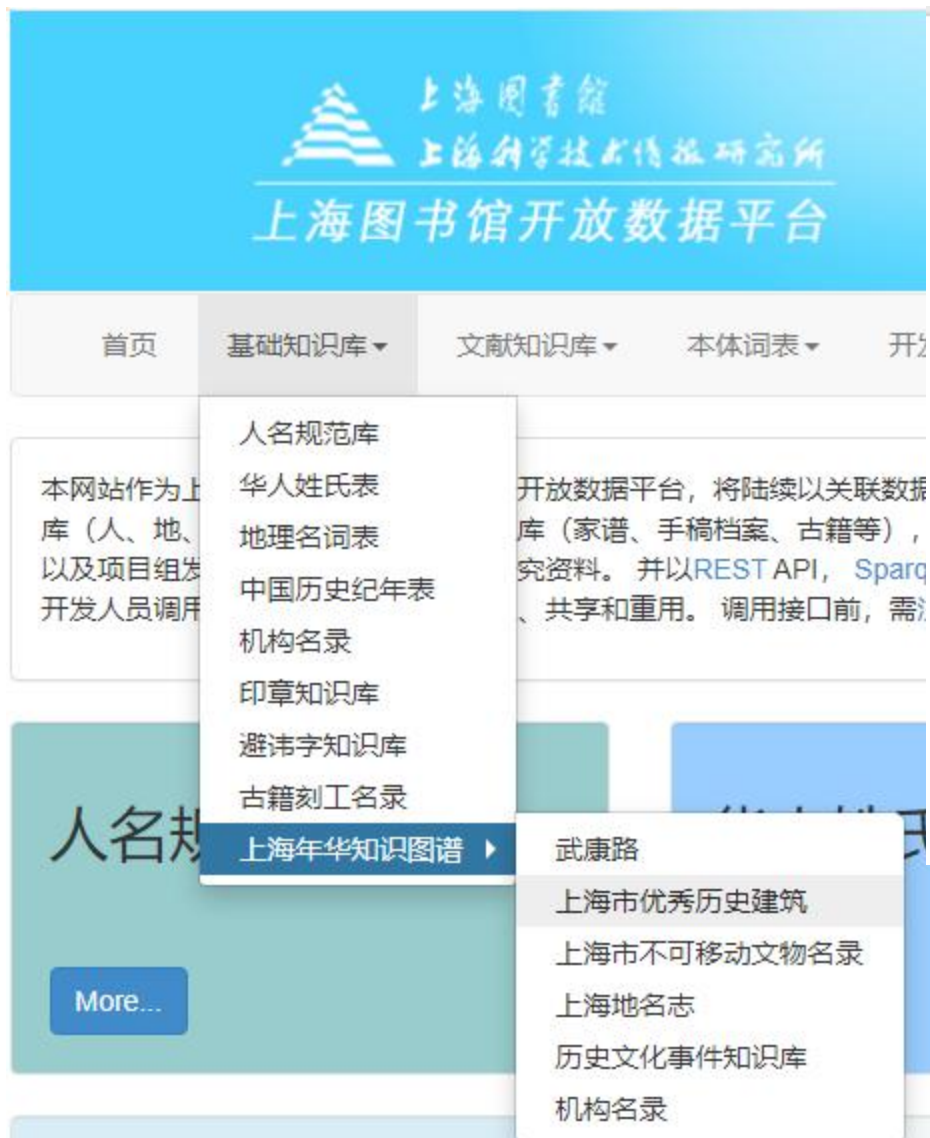 上海图书馆
上海科学技术情报研究所
上海图书馆开放数据平台
首页 基础知识库 文献知识库 本体词表 开发
人名规范库
华人姓氏表
地理名词表
中国历史纪年表
机构名录
印章知识库
避讳字知识库
古籍刻工名录
上海年华知识图谱
武康路
上海市优秀历史建筑
上海市不可移动文物名录
上海地名志
历史文化事件知识库
机构名录
本网站作为上 开放数据平台，将陆续以关联数据
库（人、地、 库（家谱、手稿档案、古籍等），
以及项目组发 究资料。 并以REST API， Sparq
开发人员调用 、共享和重用。 调用接口前，需
人名规
More...